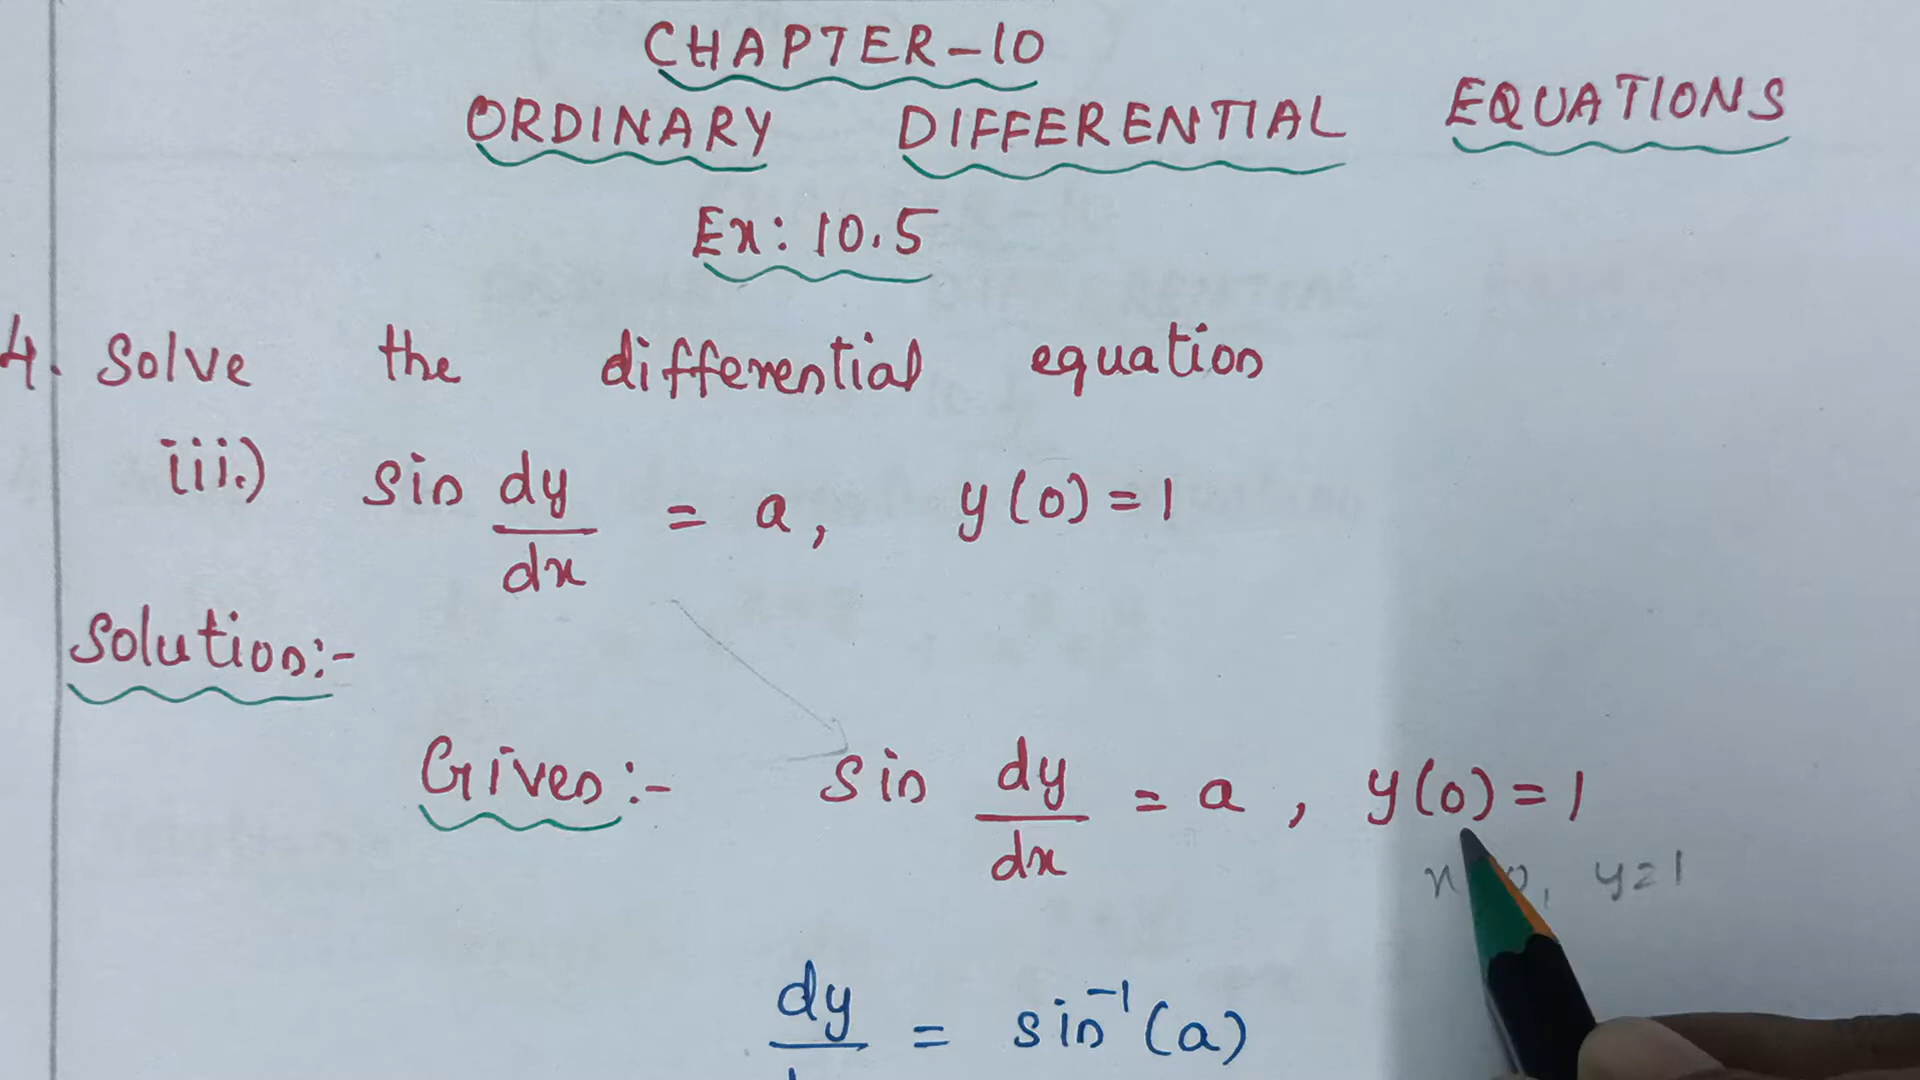 CHAPTER-10
ORDINARY DIFFERENTIAL EQUATIONS
Ex: 10.5
4. Solve the differential equation
iii.) sin dy/dx = a, y(0)=1
Solution:-
Given:- sin dy/dx = a, y(0)=1
y=1
dy = sin⁻¹(a)